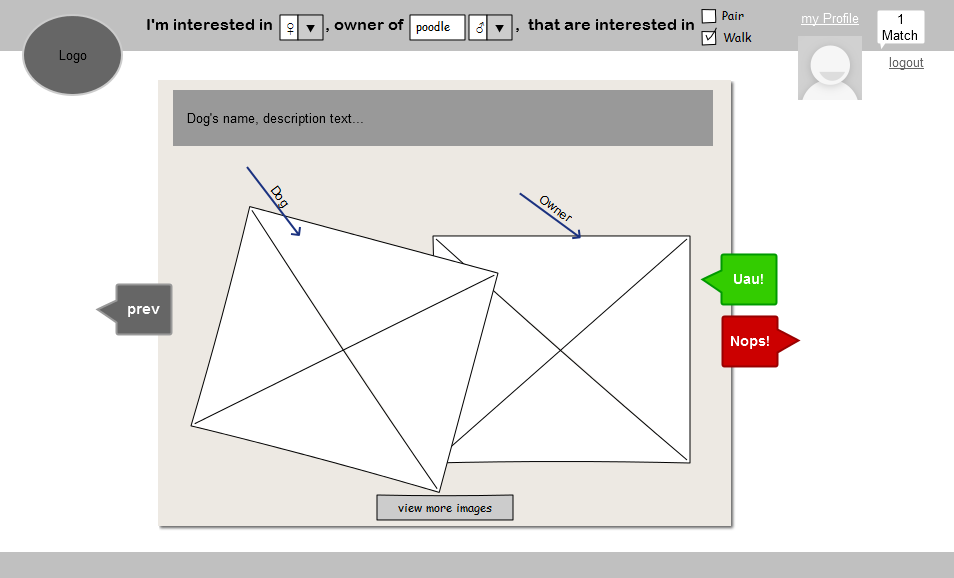 I'm interested in ♀ ▼, owner of poodle ♂ ▼, that are interested in
Pair
Walk
my Profile
1
Match
logout
Logo
Dog's name, description text...
Dog
Owner
Uau!
prev
Nops!
view more images